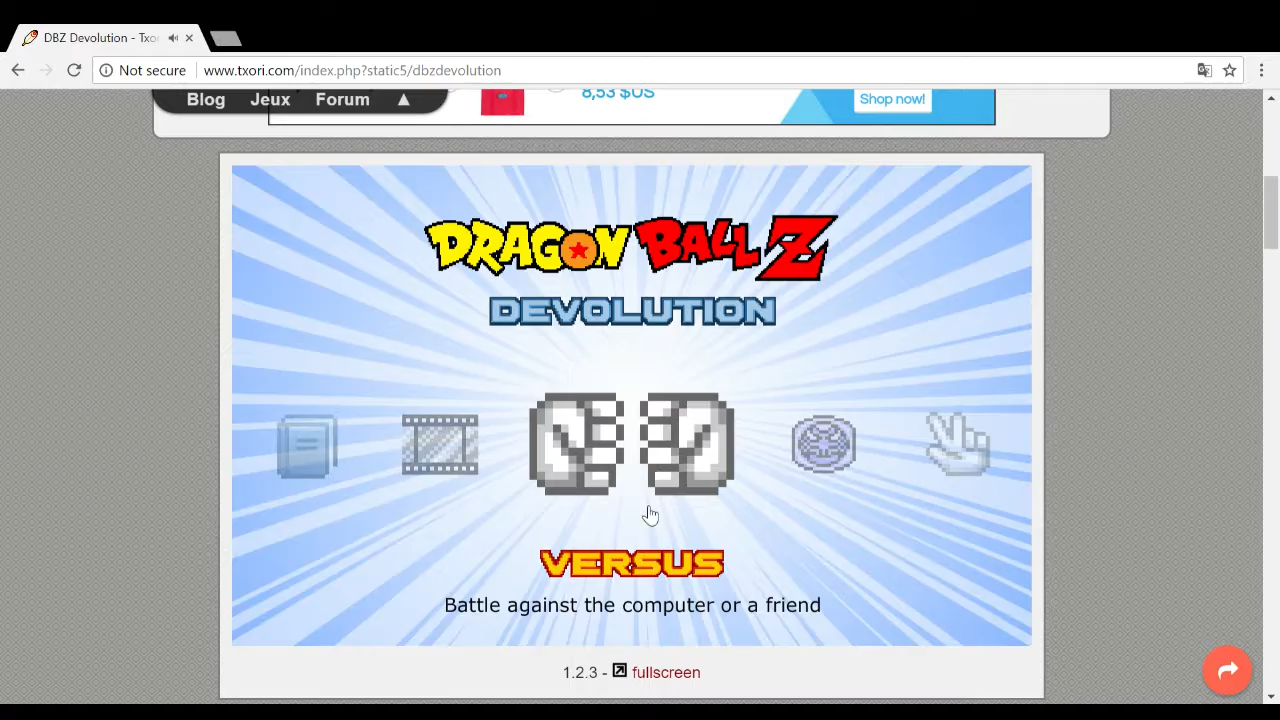 DBZ Devolution - Txo
Not secure
www.txori.com/index.php?static5/dbzdevolution
Blog
Jeux
Forum
▲
8,53 $US
Shop now!
DRAGON BALL Z
DEVOLUTION
VERSUS
Battle against the computer or a friend
1.2.3 - fullscreen